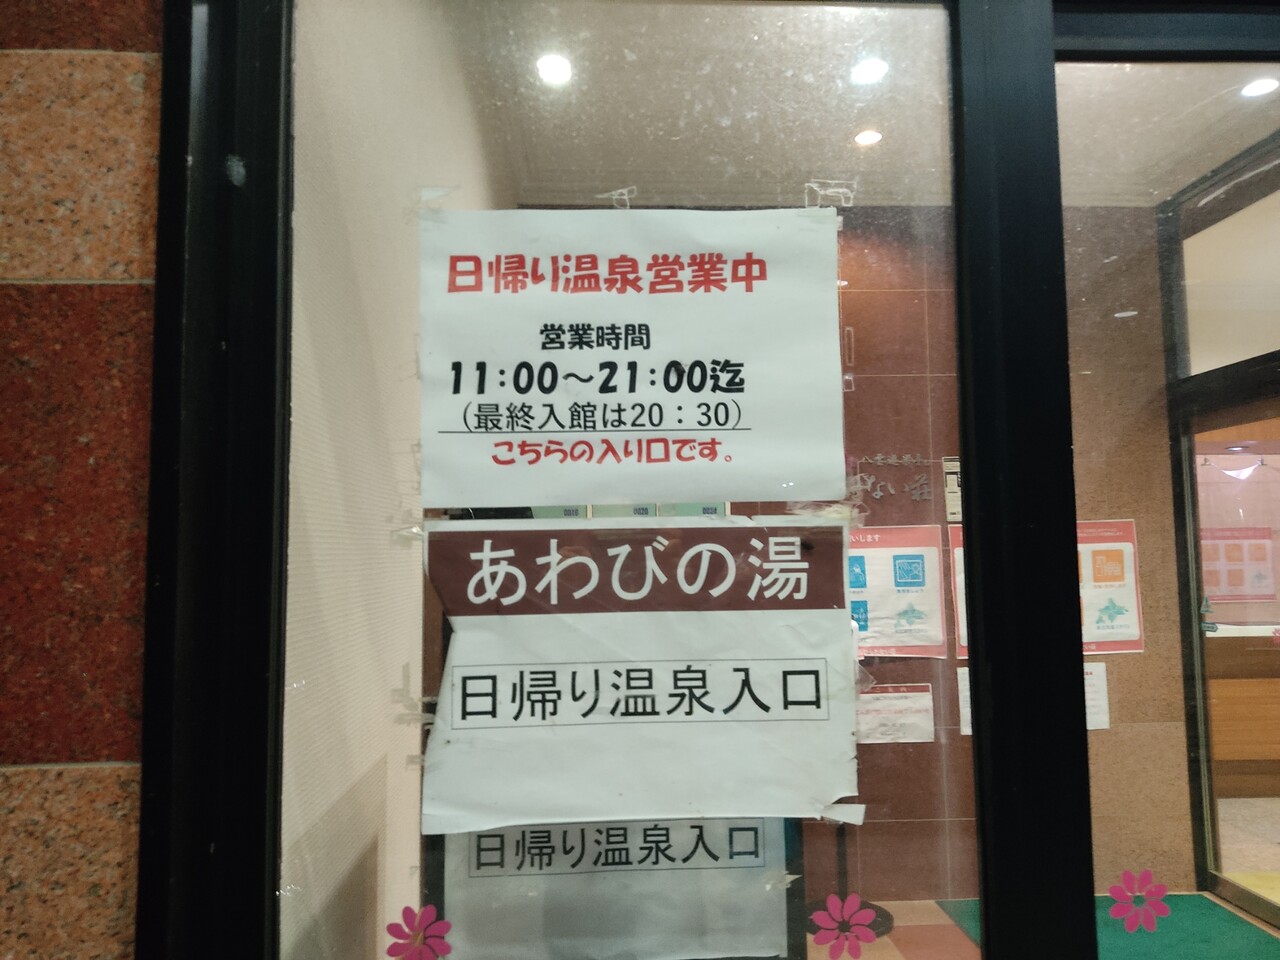 日帰り温泉営業中
営業時間
11:00〜21:00迄
（最終入館は20：30）
こちらの入り口です。
あわびの湯
日帰り温泉入口
日帰り温泉入口